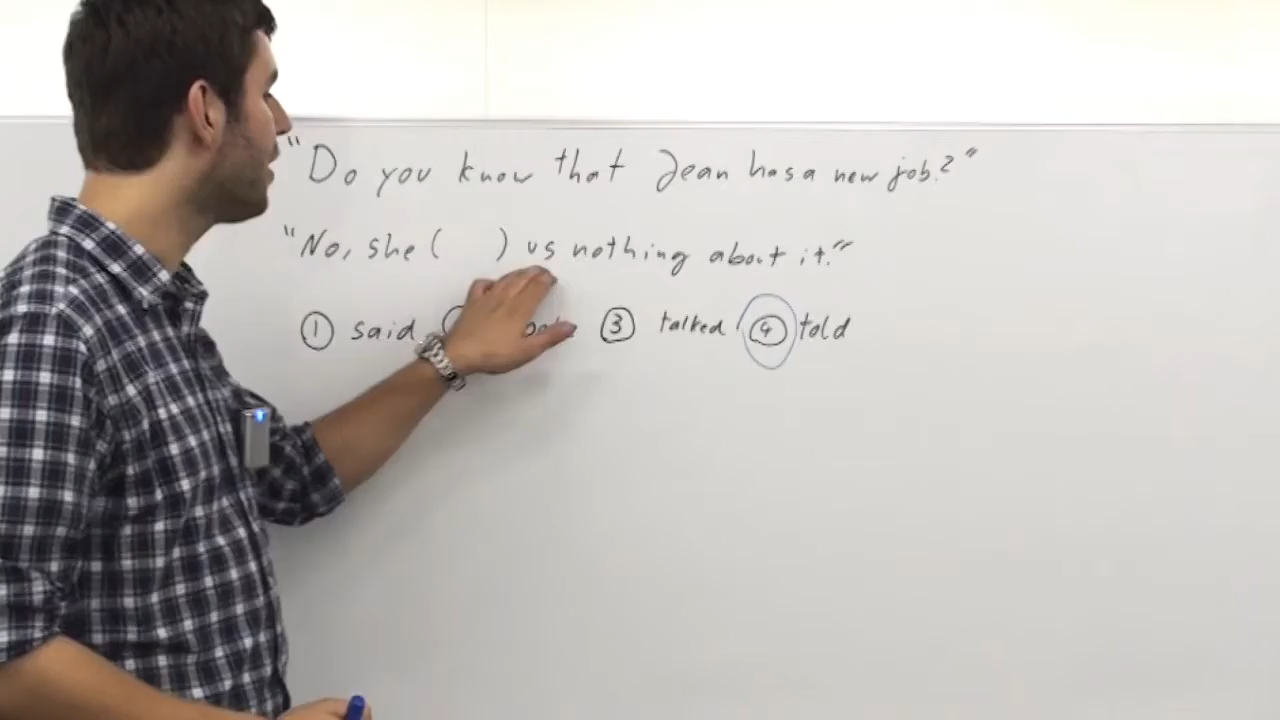 "Do you know that Jean has a new job?"
"No, she ( ) us nothing about it."
① said ③ talked ④ told